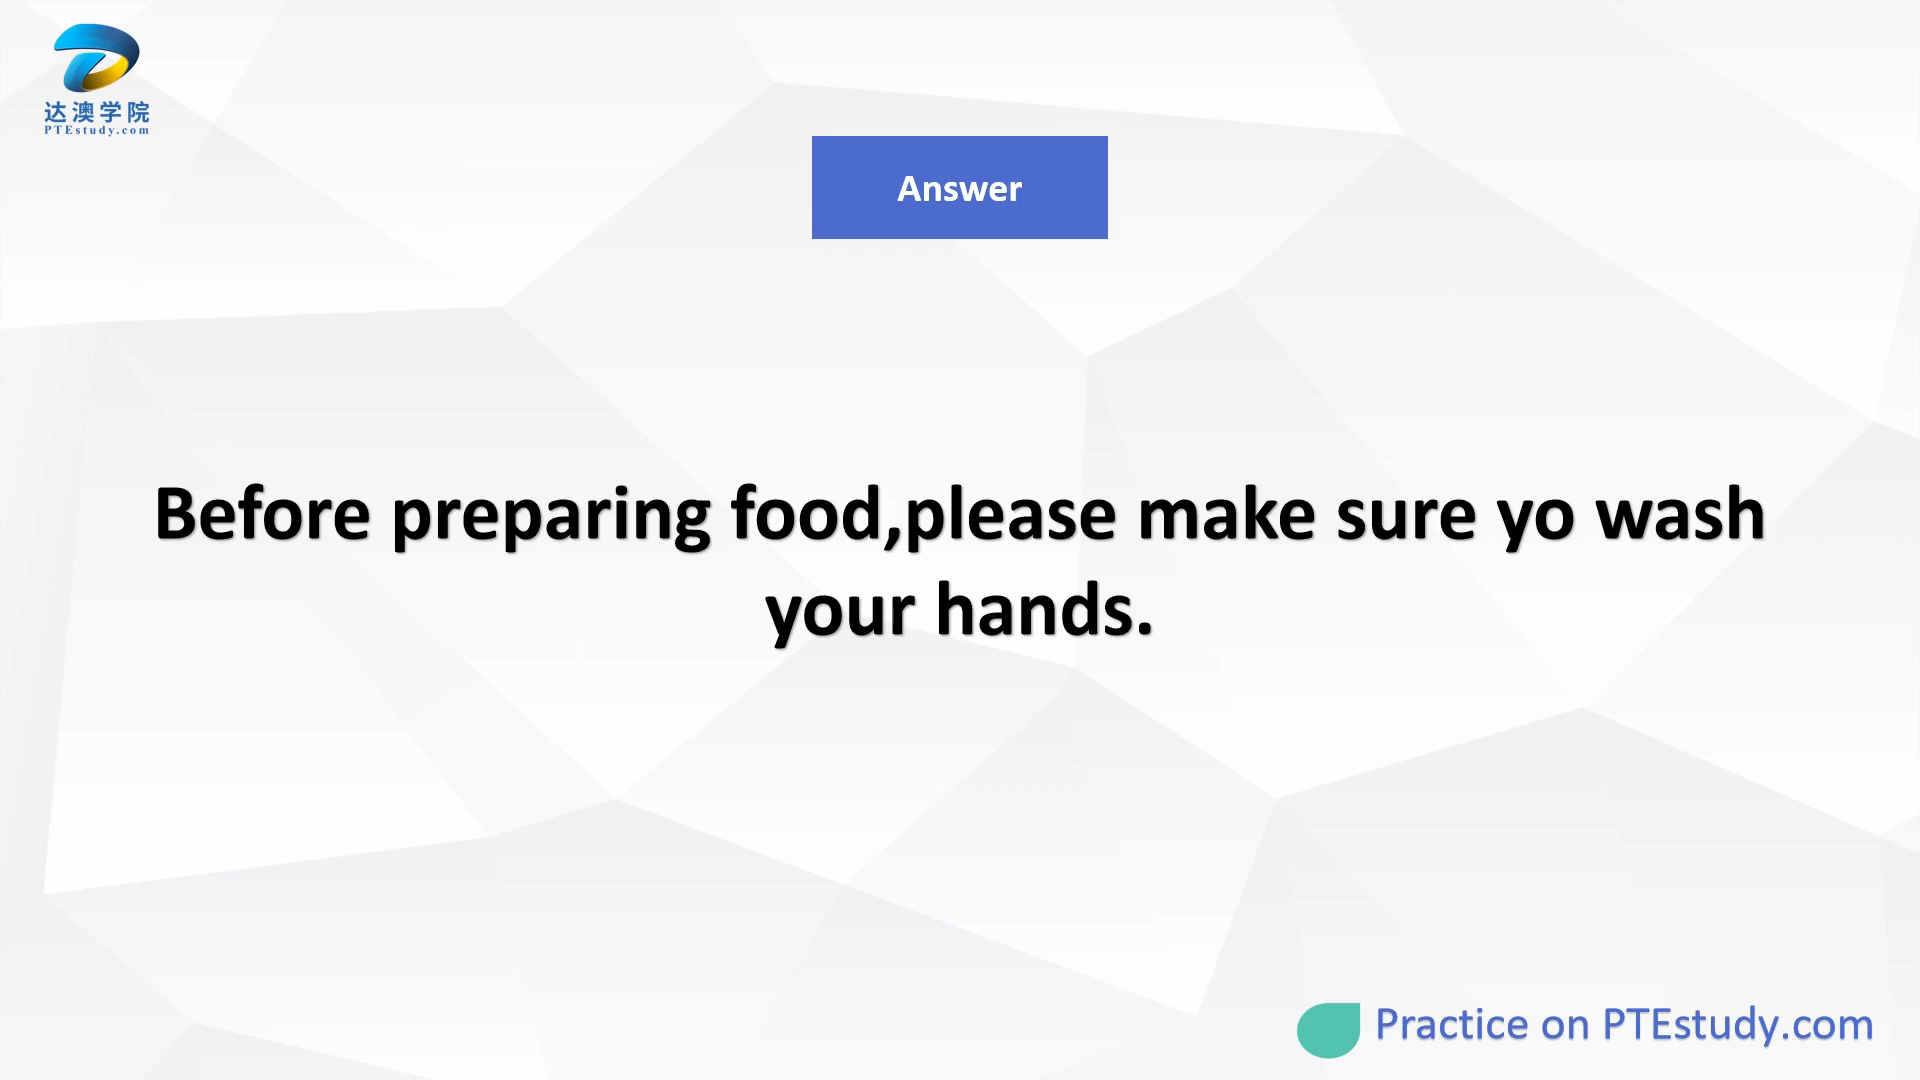 达澳学院
PTEstudy.com
Answer
Before preparing food,please make sure yo wash
your hands.
Practice on PTEstudy.com